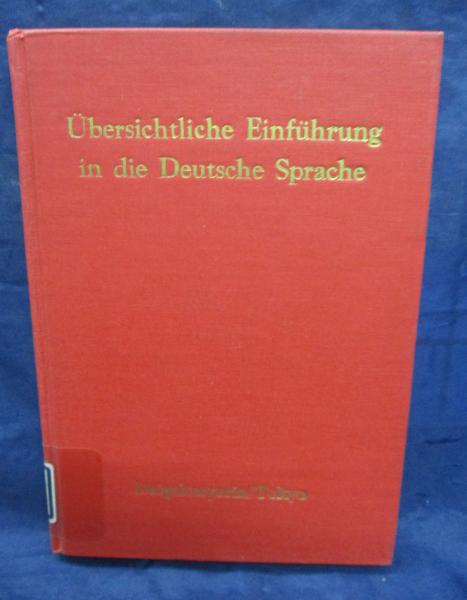 Übersichtliche Einführung
in die Deutsche Sprache
Tokyo